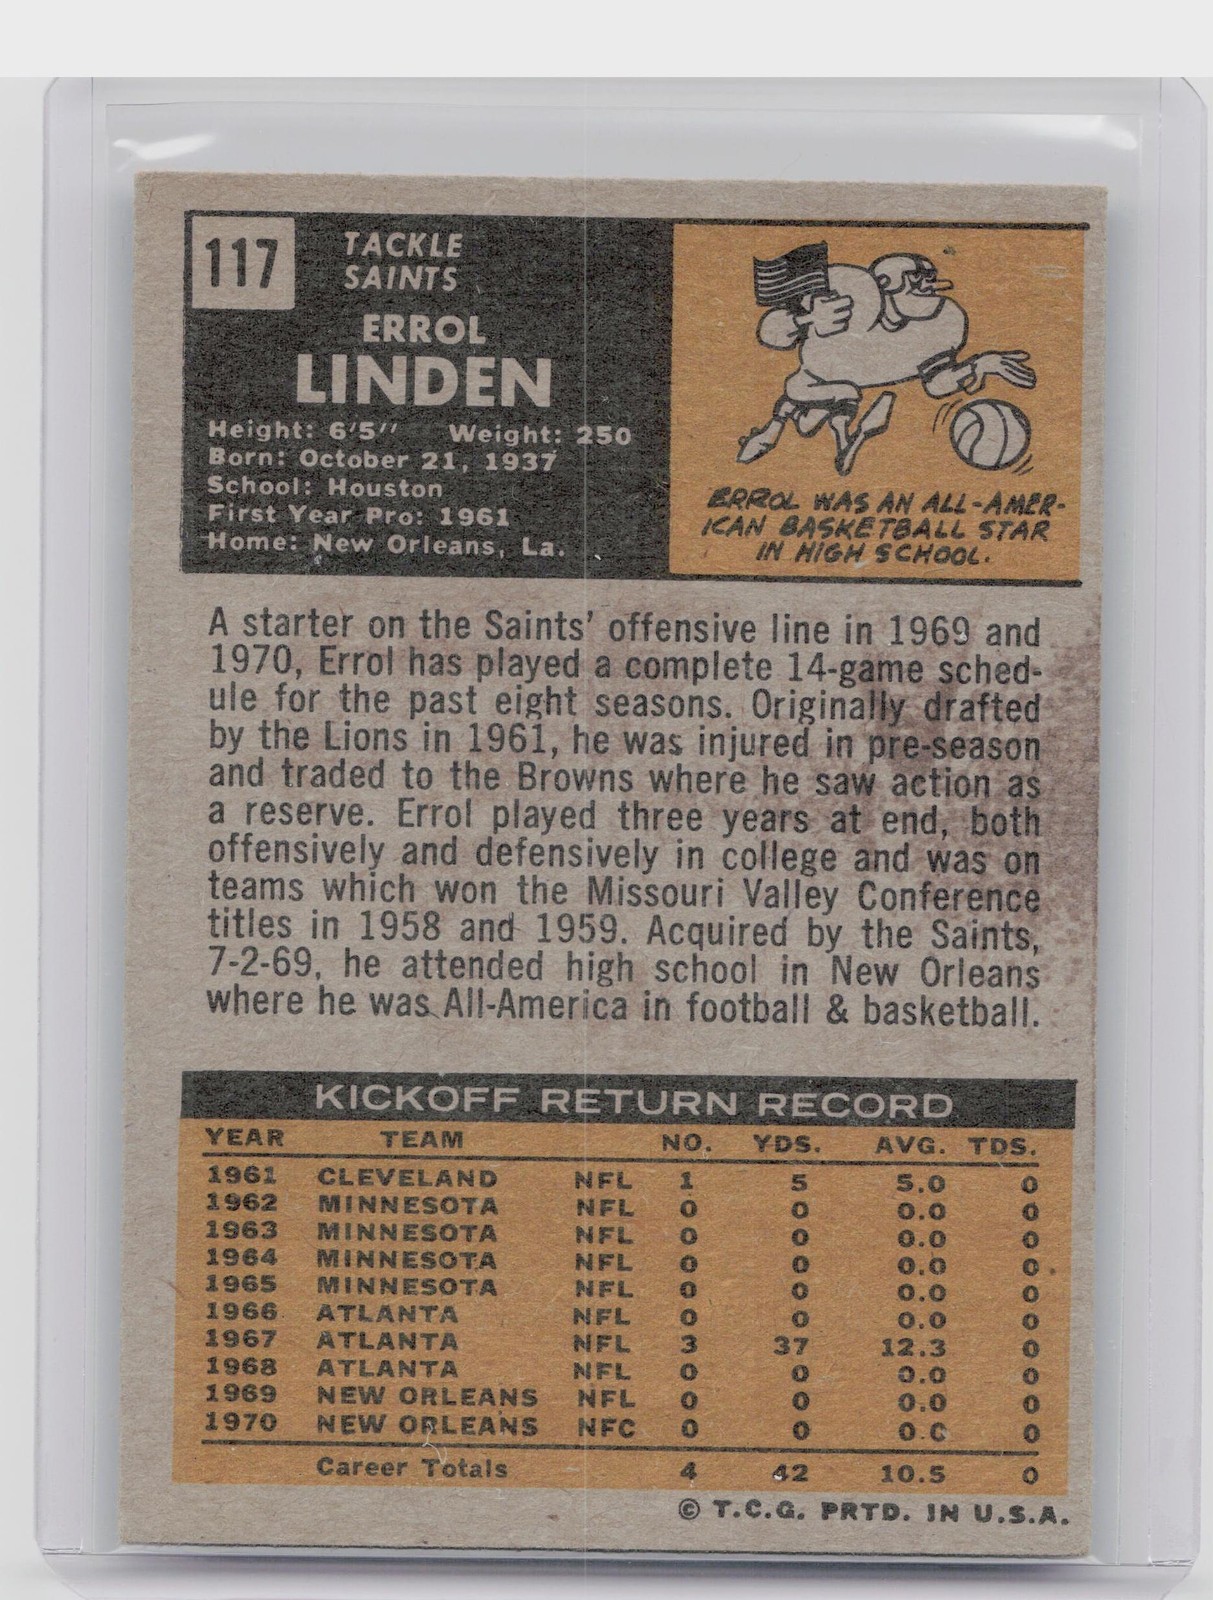 117
TACKLE
SAINTS
ERROL
LINDEN
Height: 6'5" Weight: 250
Born: October 21, 1937
School: Houston
First Year Pro: 1961
Home: New Orleans, La.
ERROL WAS AN ALL-AMER-
ICAN BASKETBALL STAR
IN HIGH SCHOOL.
A starter on the Saints' offensive line in 1969 and
1970, Errol has played a complete 14-game sched-
ule for the past eight seasons. Originally drafted
by the Lions in 1961, he was injured in pre-season
and traded to the Browns where he saw action as
a reserve. Errol played three years at end, both
offensively and defensively in college and was on
teams which won the Missouri Valley Conference
titles in 1958 and 1959. Acquired by the Saints,
7-2-69, he attended high school in New Orleans
where he was All-America in football & basketball.
KICKOFF RETURN RECORD
YEAR TEAM NO. YDS. AVG. TDS.
1961 CLEVELAND NFL 1 5 5.0 0
1962 MINNESOTA NFL 0 0 0.0 0
1963 MINNESOTA NFL 0 0 0.0 0
1964 MINNESOTA NFL 0 0 0.0 0
1965 MINNESOTA NFL 0 0 0.0 0
1966 ATLANTA NFL 0 0 0.0 0
1967 ATLANTA NFL 3 37 12.3 0
1968 ATLANTA NFL 0 0 0.0 0
1969 NEW ORLEANS NFL 0 0 0.0 0
1970 NEW ORLEANS NFC 0 0 0.0 0
Career Totals 4 42 10.5 0
© T.C.G. PRTD. IN U.S.A.